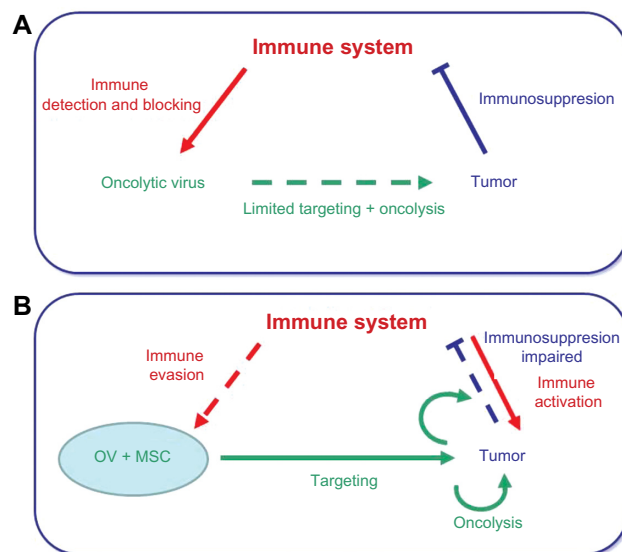 A
Immune system
Immune
detection and blocking
Immunosuppresion
Oncolytic virus
Tumor
Limited targeting + oncolysis
B
Immune system
Immunosuppresion
impaired
Immune
evasion
Immune
activation
OV + MSC
Tumor
Targeting
Oncolysis